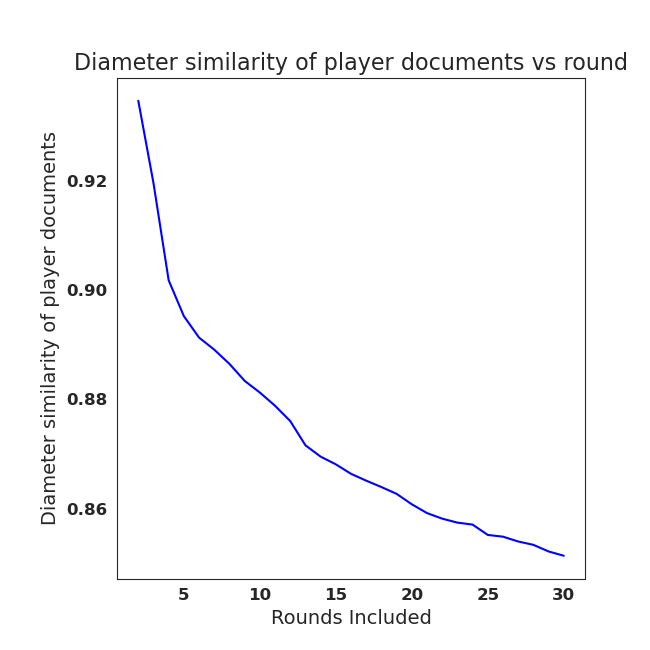 Diameter similarity of player documents vs round
Diameter similarity of player documents
0.92
0.90
0.88
0.86
5 10 15 20 25 30
Rounds Included